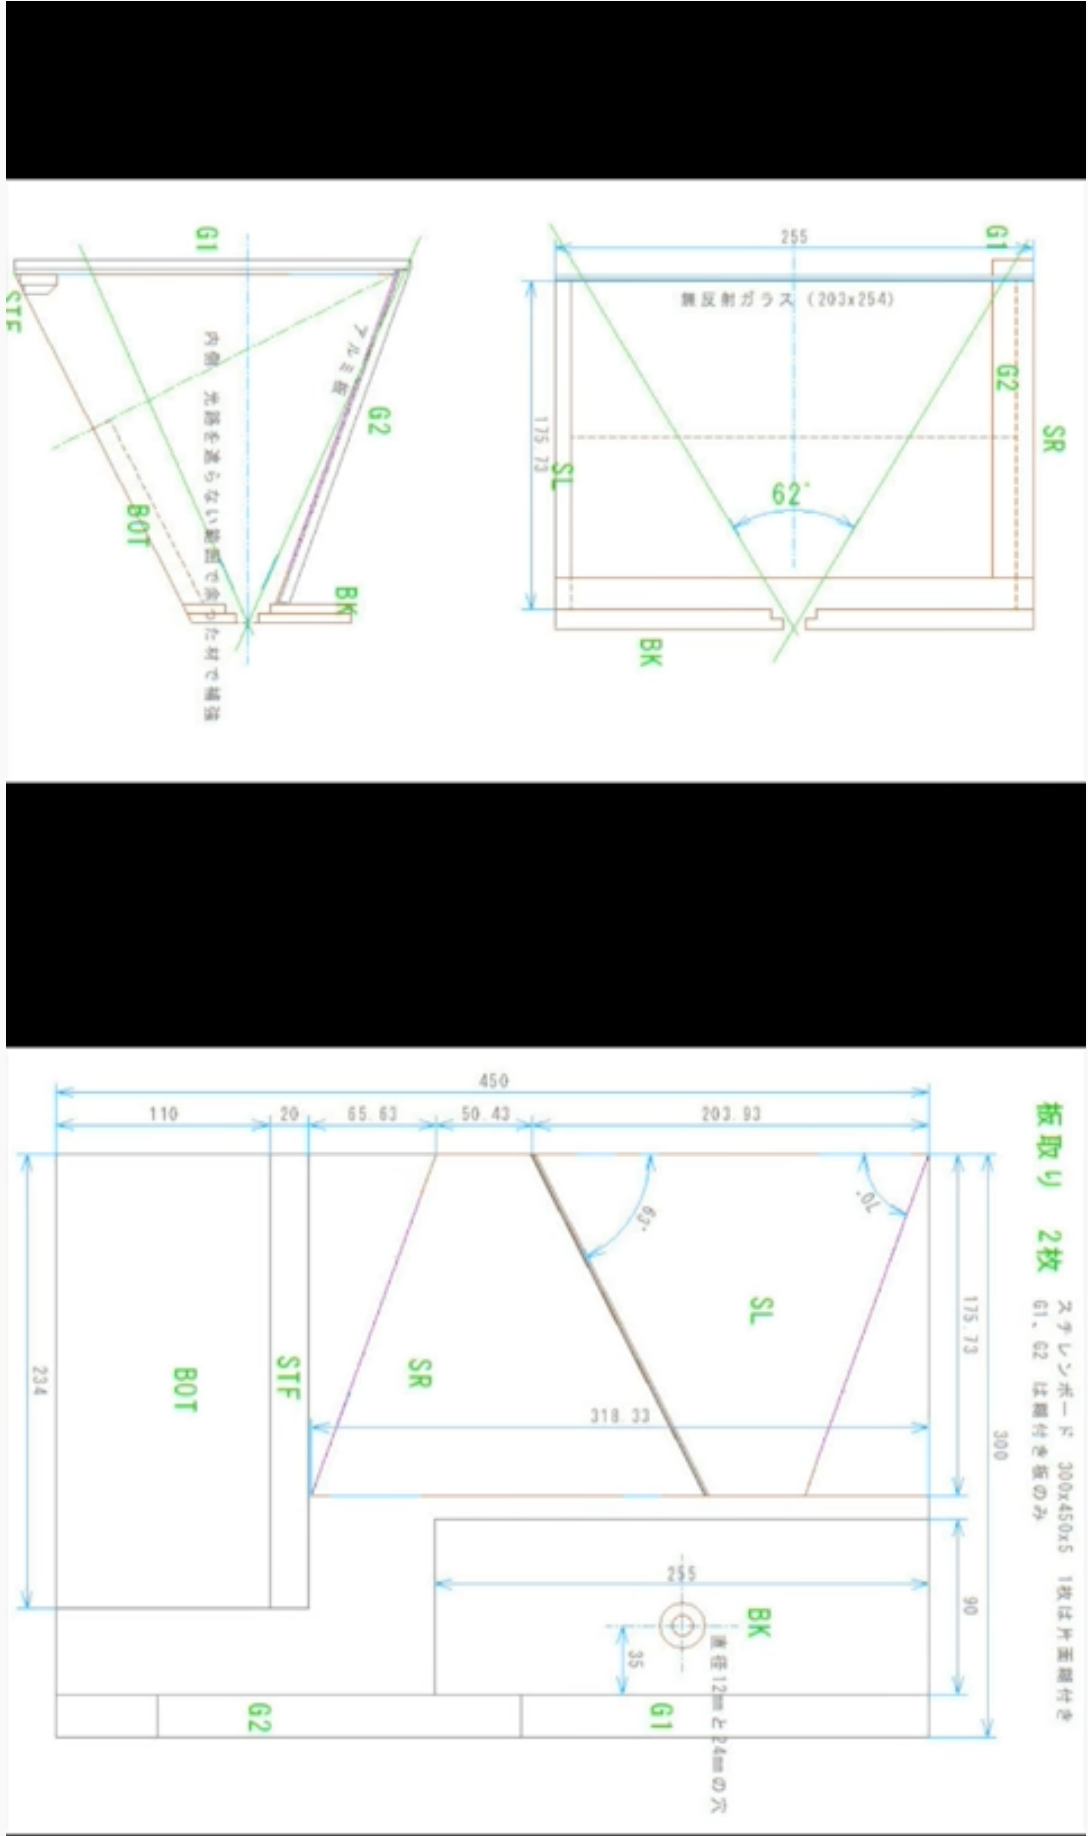 G1
STF
アルミ板
G2
BOT
BK
内側 光路を遮らない範囲で余った材で補強
255
G1
無反射ガラス (203x254)
G2
SR
175.73
SL
62°
BK
板取り 2枚
ステレンボード 300x450x5 1枚は片面糊付き
G1、G2 は糊付き板のみ
450
110
20
65.63
50.43
203.93
63°
70°
175.73
300
SL
SR
STF
BOT
234
318.33
255
90
BK
35
直径12mmと24mmの穴
G2
G1